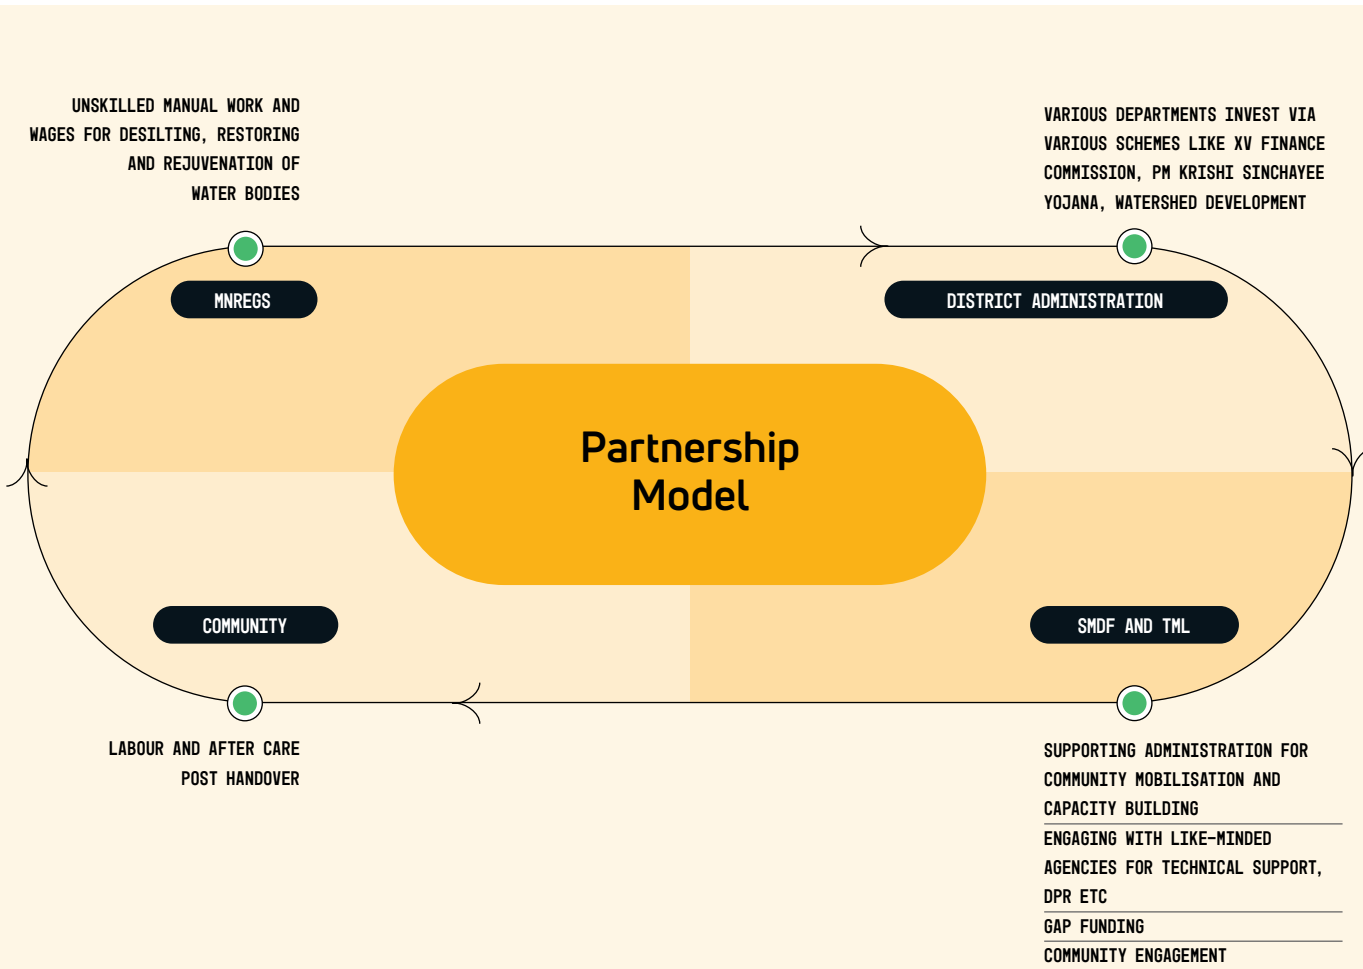 UNSKILLED MANUAL WORK AND
WAGES FOR DESILTING, RESTORING
AND REJUVENATION OF
WATER BODIES
MNREGS
VARIOUS DEPARTMENTS INVEST VIA
VARIOUS SCHEMES LIKE XV FINANCE
COMMISSION, PM KRISHI SINCHAYEE
YOJANA, WATERSHED DEVELOPMENT
DISTRICT ADMINISTRATION
Partnership
Model
COMMUNITY
LABOUR AND AFTER CARE
POST HANDOVER
SMDF AND TML
SUPPORTING ADMINISTRATION FOR
COMMUNITY MOBILISATION AND
CAPACITY BUILDING
ENGAGING WITH LIKE-MINDED
AGENCIES FOR TECHNICAL SUPPORT,
DPR ETC
GAP FUNDING
COMMUNITY ENGAGEMENT